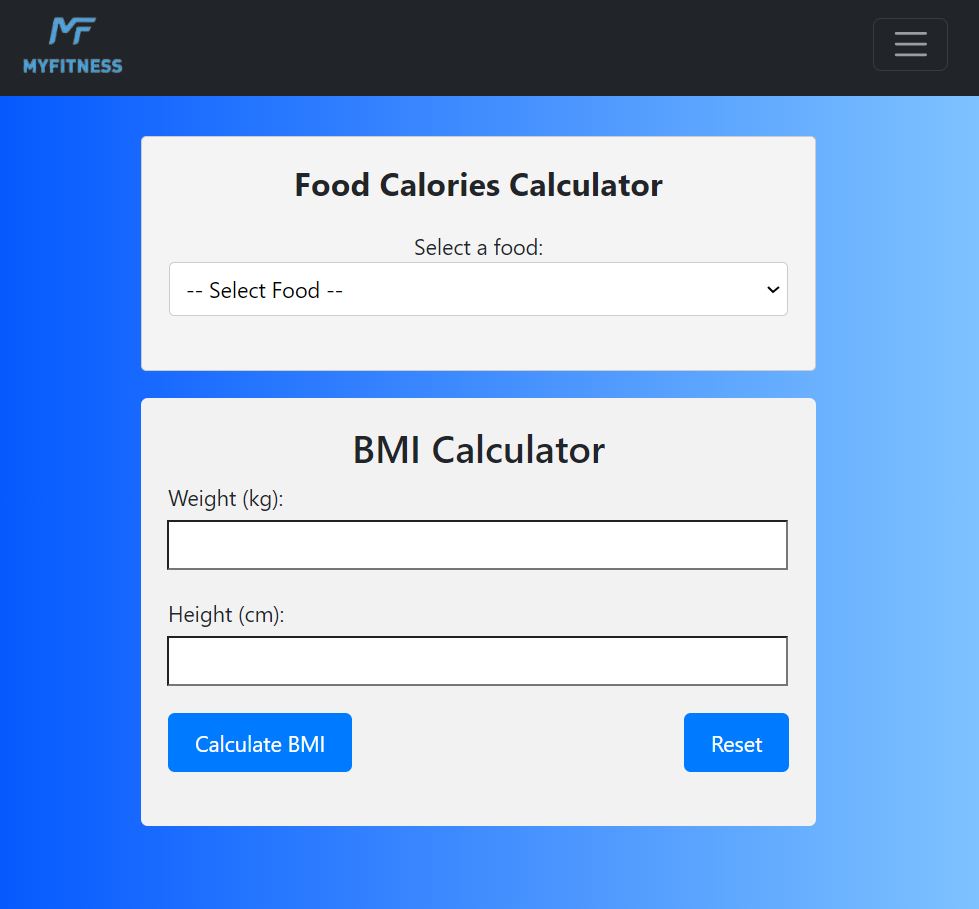 MF
MYFITNESS
Food Calories Calculator
Select a food:
-- Select Food --
BMI Calculator
Weight (kg):
Height (cm):
Calculate BMI
Reset